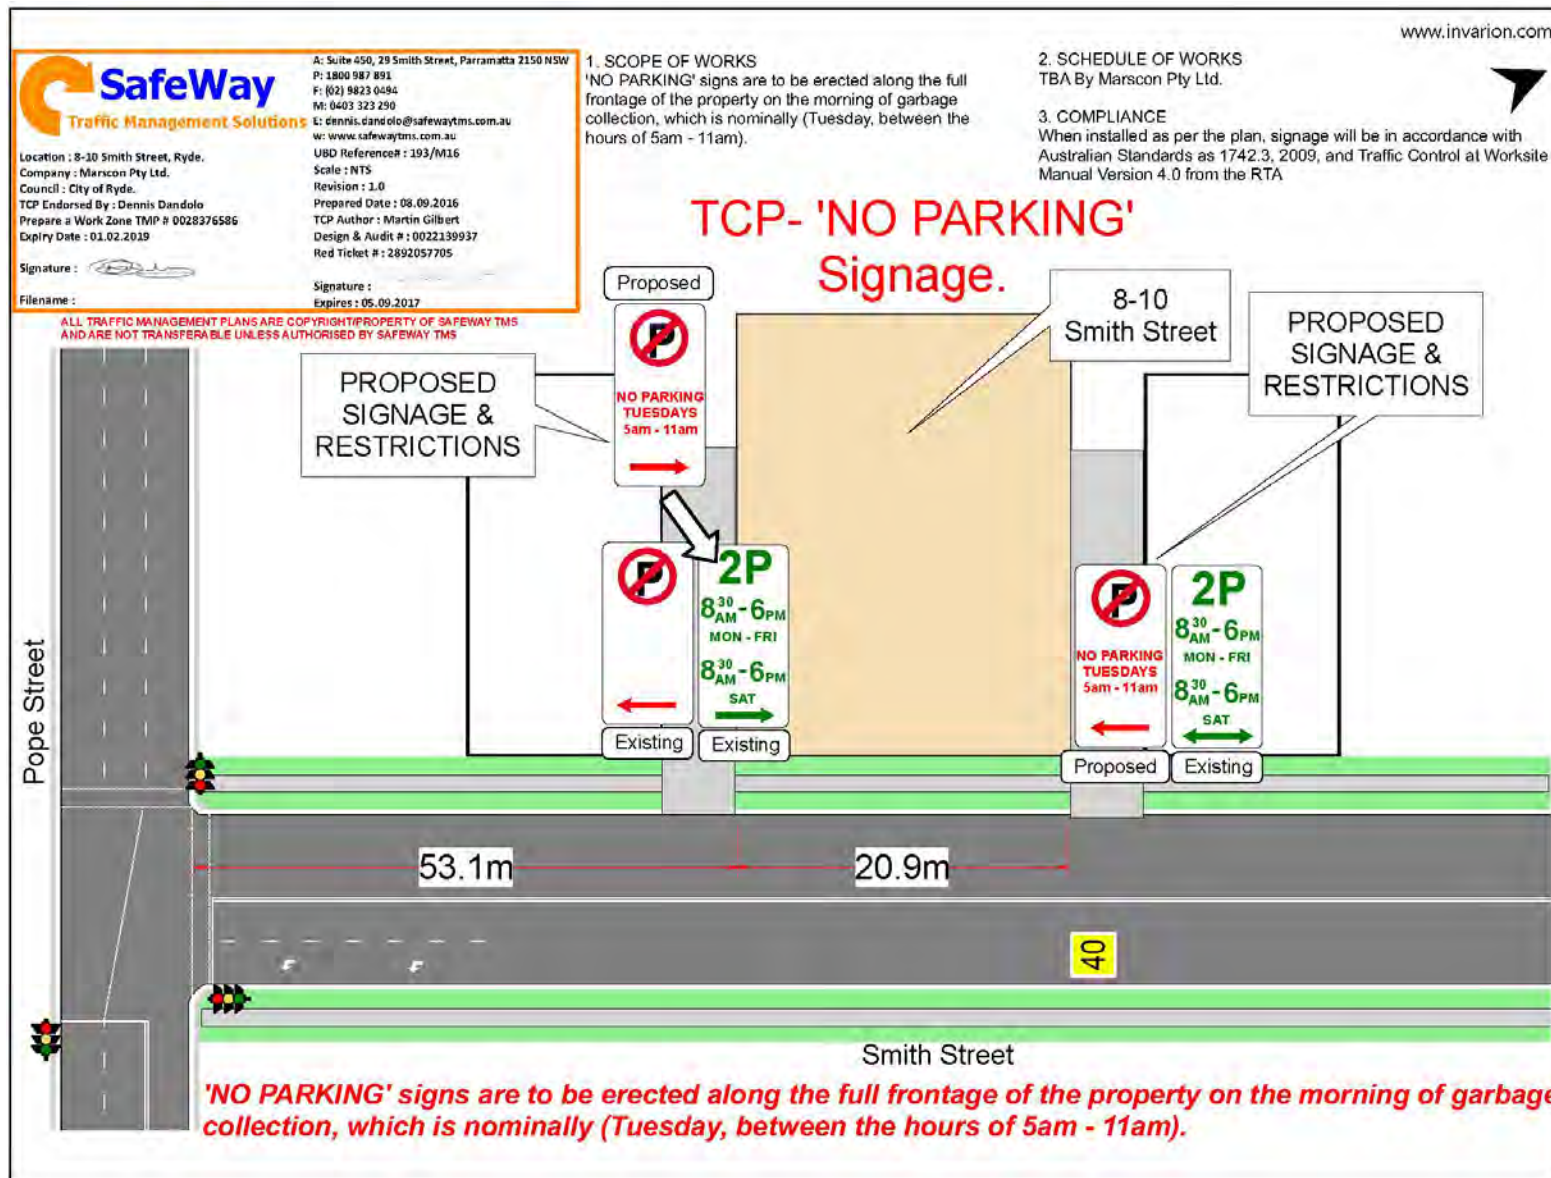 www.invarion.com
SafeWay
Traffic Management Solutions
Location : 8-10 Smith Street, Ryde.
Company : Marscon Pty Ltd.
Council : City of Ryde.
TCP Endorsed By : Dennis Dandolo
Prepare a Work Zone TMP # 0028376586
Expiry Date : 01.02.2019
Signature :
Filename :
A: Suite 450, 29 Smith Street, Parramatta 2150 NSW
P: 1800 987 891
F: (02) 9823 0494
M: 0403 323 290
E: dennis.dandolo@safewaytms.com.au
w: www.safewaytms.com.au
UBD Reference# : 193/M16
Scale : NTS
Revision : 1.0
Prepared Date : 08.09.2016
TCP Author : Martin Gilbert
Design & Audit # : 0022139937
Red Ticket # : 2892057705
Signature :
Expires : 05.09.2017
ALL TRAFFIC MANAGEMENT PLANS ARE COPYRIGHT/PROPERTY OF SAFEWAY TMS
AND ARE NOT TRANSFERABLE UNLESS AUTHORISED BY SAFEWAY TMS
1. SCOPE OF WORKS
'NO PARKING' signs are to be erected along the full
frontage of the property on the morning of garbage
collection, which is nominally (Tuesday, between the
hours of 5am - 11am).
2. SCHEDULE OF WORKS
TBA By Marscon Pty Ltd.
3. COMPLIANCE
When installed as per the plan, signage will be in accordance with
Australian Standards as 1742.3, 2009, and Traffic Control at Worksite
Manual Version 4.0 from the RTA
TCP- 'NO PARKING'
Signage.
Proposed
P
NO PARKING
TUESDAYS
5am - 11am
PROPOSED
SIGNAGE &
RESTRICTIONS
8-10
Smith Street
PROPOSED
SIGNAGE &
RESTRICTIONS
P
Existing
2P
8 30 AM - 6 PM
MON - FRI
8 30 AM - 6 PM
SAT
Existing
P
NO PARKING
TUESDAYS
5am - 11am
Proposed
2P
8 30 AM - 6 PM
MON - FRI
8 30 AM - 6 PM
SAT
Existing
Pope Street
53.1m
20.9m
40
Smith Street
'NO PARKING' signs are to be erected along the full frontage of the property on the morning of garbage
collection, which is nominally (Tuesday, between the hours of 5am - 11am).